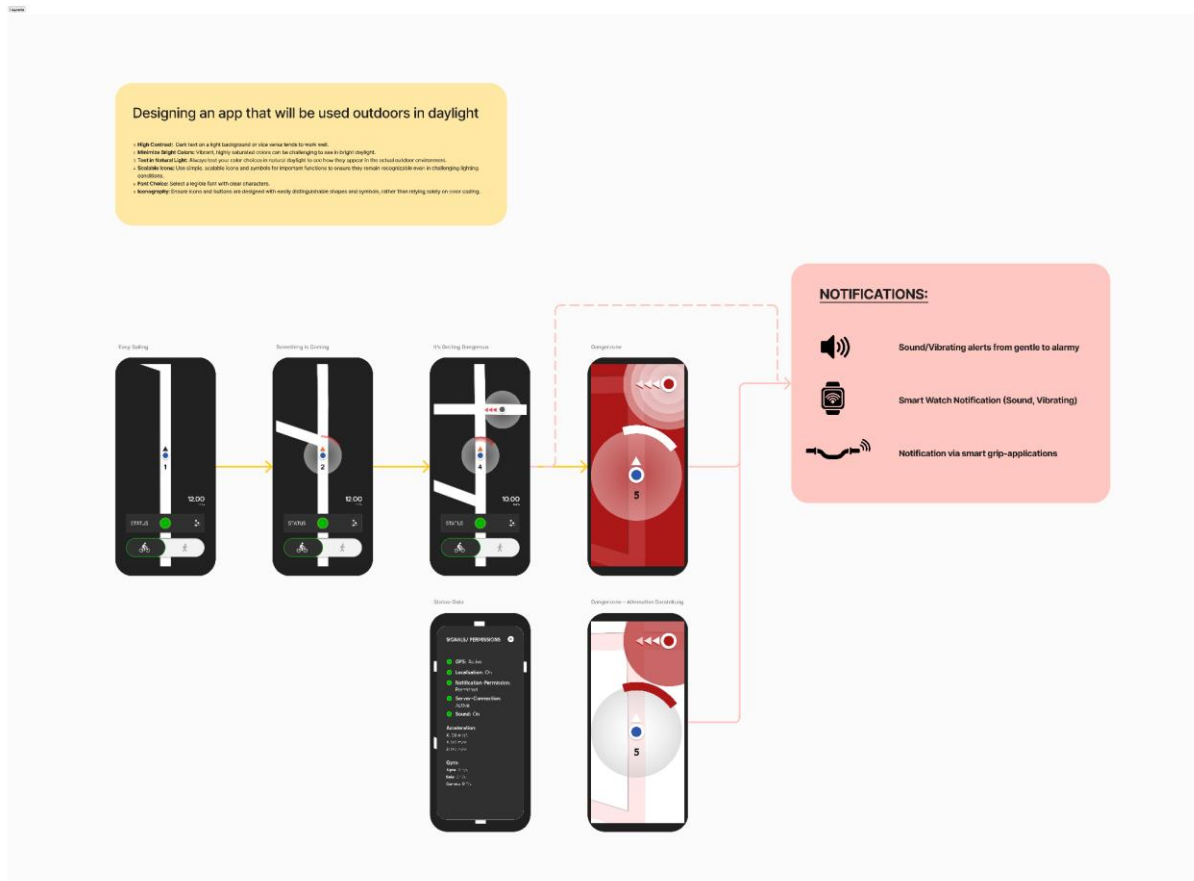 Designing an app that will be used outdoors in daylight
High Contrast: Dark text on a light background or vice versa tends to work well.
Minimize Bright Colors: Vibrant, highly saturated colors can be challenging to see in bright daylight.
Test in Natural Light: Always test your color choices in natural daylight to see how they appear in the actual outdoor environment.
Scalable Icons: Use simple, scalable icons and symbols for important functions to ensure they remain recognizable even in challenging lighting
conditions.
Font Choice: Select a legible font with clear characters.
Iconography: Ensure icons and buttons are designed with easily distinguishable shapes and symbols, rather than relying solely on color coding.
NOTIFICATIONS:
Sound/Vibrating alerts from gentle to alarmy
Smart Watch Notification (Sound, Vibrating)
Notification via smart grip-applications
Easy Sailing
Something is Coming
It's Getting Dangerous
Dangerzone
1
2
4
5
12.00
12.00
10.00
STATUS
STATUS
STATUS
Dangerzone - Alternative Darstellung
SIGNALS/ PERMISSIONS
GPS: Active
Localisation: On
Notification-Permission:
Permitted
Server-Connection:
Active
Sound: On
Acceleration
Gyro
5